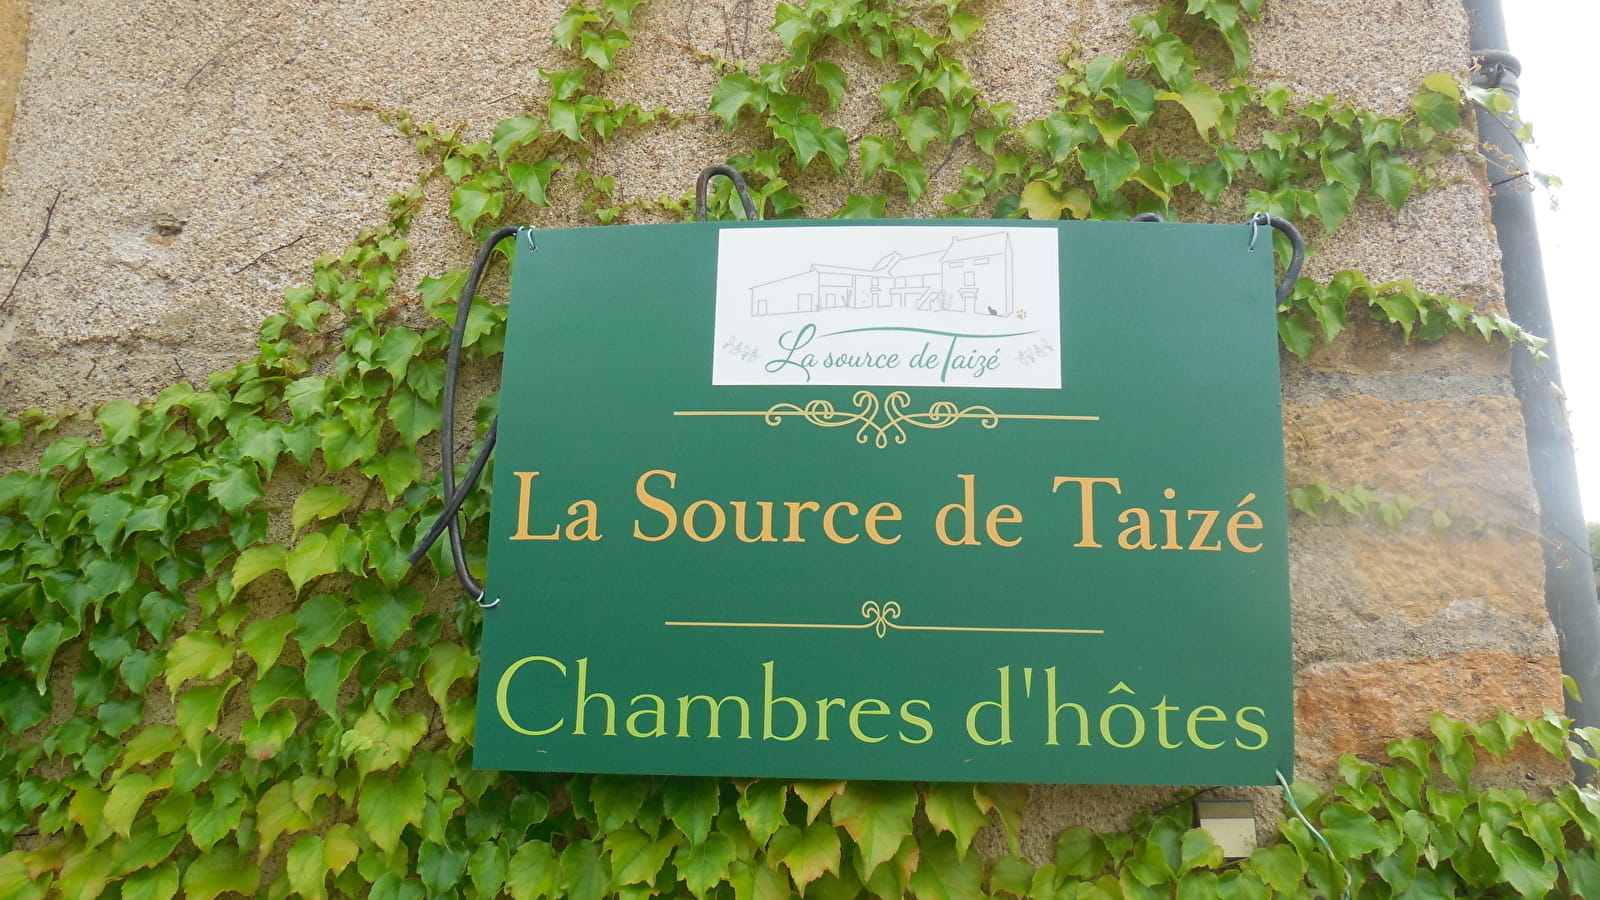 La source de Taizé
La Source de Taizé
Chambres d'hôtes